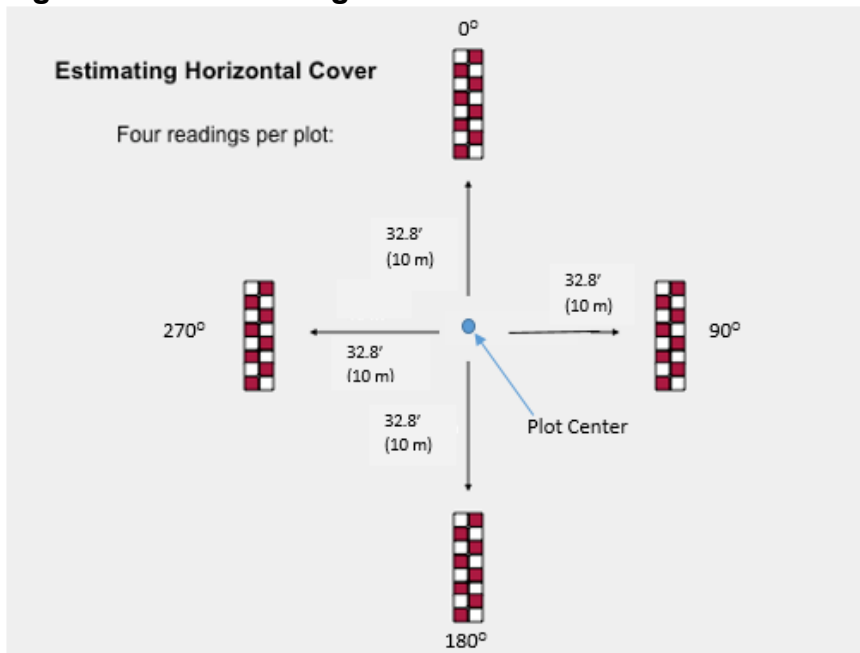 0°
Estimating Horizontal Cover
Four readings per plot:
32.8′
(10 m)
32.8′
(10 m)
270°
90°
32.8′
(10 m)
32.8′
(10 m)
Plot Center
180°